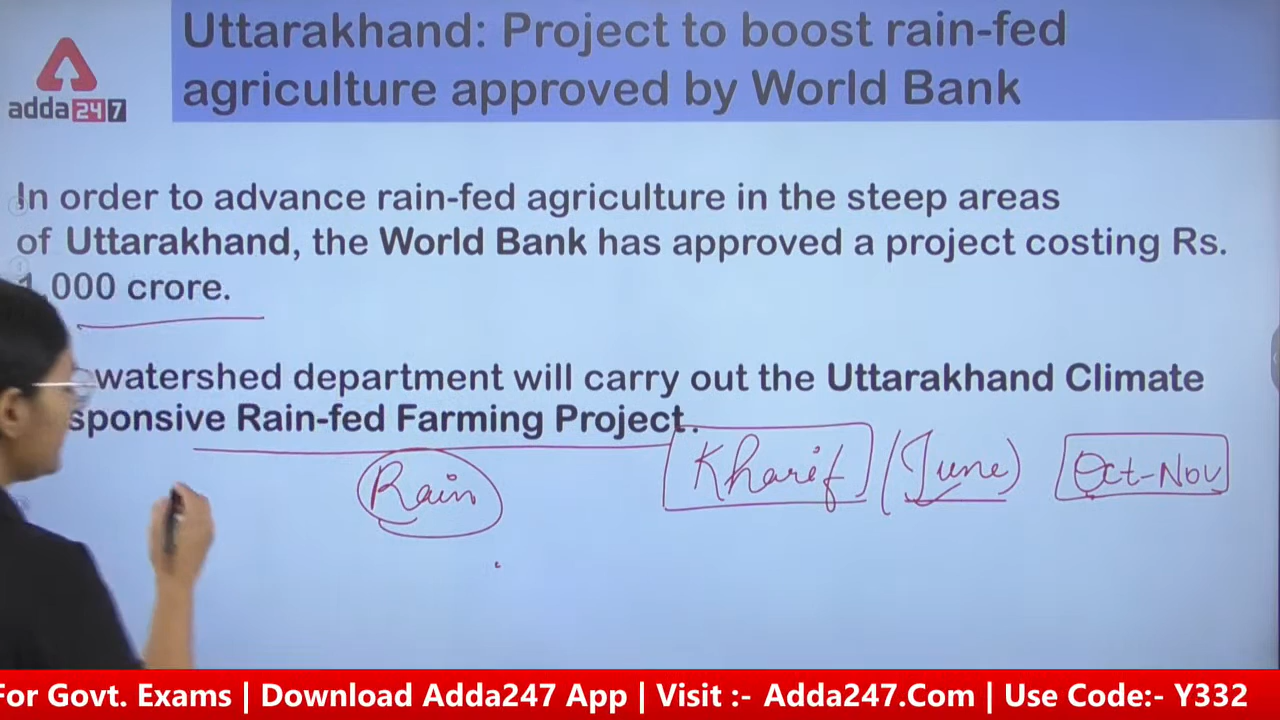 Uttarakhand: Project to boost rain-fed
agriculture approved by World Bank
adda247
In order to advance rain-fed agriculture in the steep areas
of Uttarakhand, the World Bank has approved a project costing Rs.
1,000 crore.
watershed department will carry out the Uttarakhand Climate
sponsive Rain-fed Farming Project.
Rain Kharif (June) Oct-Nov
For Govt. Exams | Download Adda247 App | Visit :- Adda247.Com | Use Code:- Y332